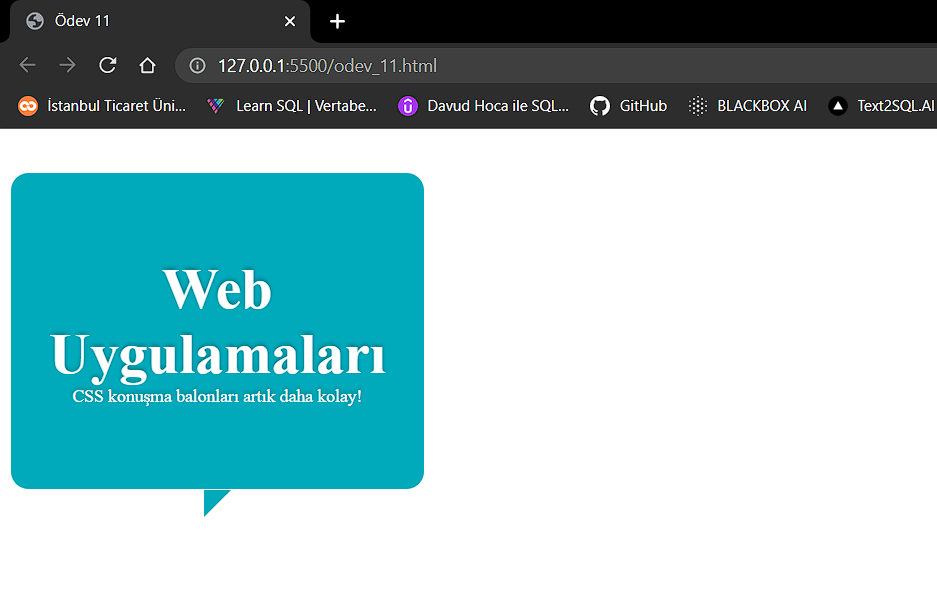 Ödev 11
127.0.0.1:5500/odev_11.html
İstanbul Ticaret Üni... Learn SQL | Vertabe... Davud Hoca ile SQL... GitHub BLACKBOX AI Text2SQL.AI
Web
Uygulamaları
CSS konuşma balonları artık daha kolay!